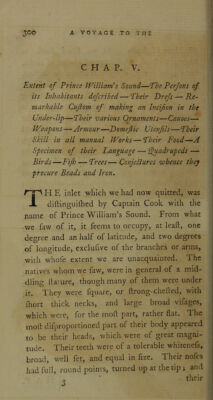 300 A VOYAGE TO THE
CHAP. V.
Extent of Prince William's Sound—The Persons of
its Inhabitants described—Their Dress—Re-
markable Custom of making an Incision in the
Under-lip—Their various Ornaments—Canoes—
Weapons—Armour—Domestic Utensils—Their
Skill in all manual Works—Their Food—A
Specimen of their Language—Quadrupeds—
Birds—Fish—Trees—Conjectures whence they
procure Beads and Iron.
THE inlet which we had now quitted, was
distinguished by Captain Cook with the
name of Prince William's Sound. From what
we saw of it, it seems to occupy, at least, one
degree and an half of latitude, and two degrees
of longitude, exclusive of the branches or arms,
with whose extent we are unacquainted. The
natives whom we saw, were in general of a mid-
dling stature, though many of them were under
it. They were square, or strong-chested, with
short thick necks, and large broad visages,
which were, for the most part, rather flat. The
most disproportioned part of their body appeared
to be their heads, which were of great magni-
tude. Their teeth were of a tolerable whiteness,
broad, well set, and equal in size. Their noses
had full, round points, turned up at the tip; and
3 their